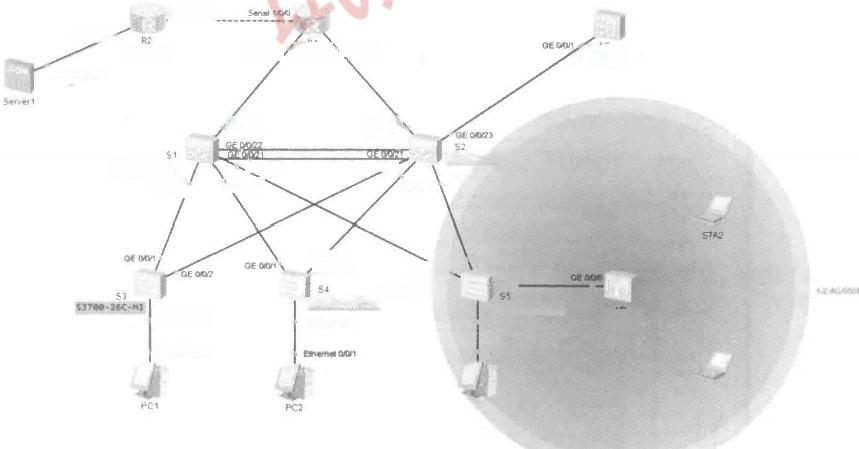 Serial 1/0/0
R2
GE 0/0/1
.COM
Server1
GE 0/0/23
S1
GE 0/0/22
GE 0/0/21
GE 0/0/21
S2
STA2
GE 0/0/1
GE 0/0/2
GE 0/0/1
GE 0/0/0
S3
S4
S5
S3700-26C-HI
Ethernet 0/0/1
PC1
PC2